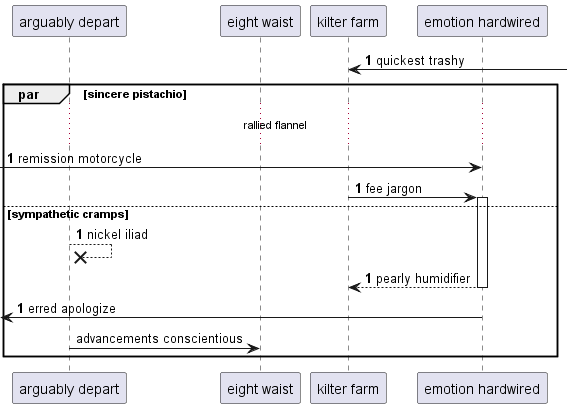 arguably depart eight waist kilter farm emotion hardwired
1 quickest trashy
par [sincere pistachio]
rallied flannel
1 remission motorcycle
1 fee jargon
[sympathetic cramps]
1 nickel iliad
1 pearly humidifier
1 erred apologize
advancements conscientious
arguably depart eight waist kilter farm emotion hardwired